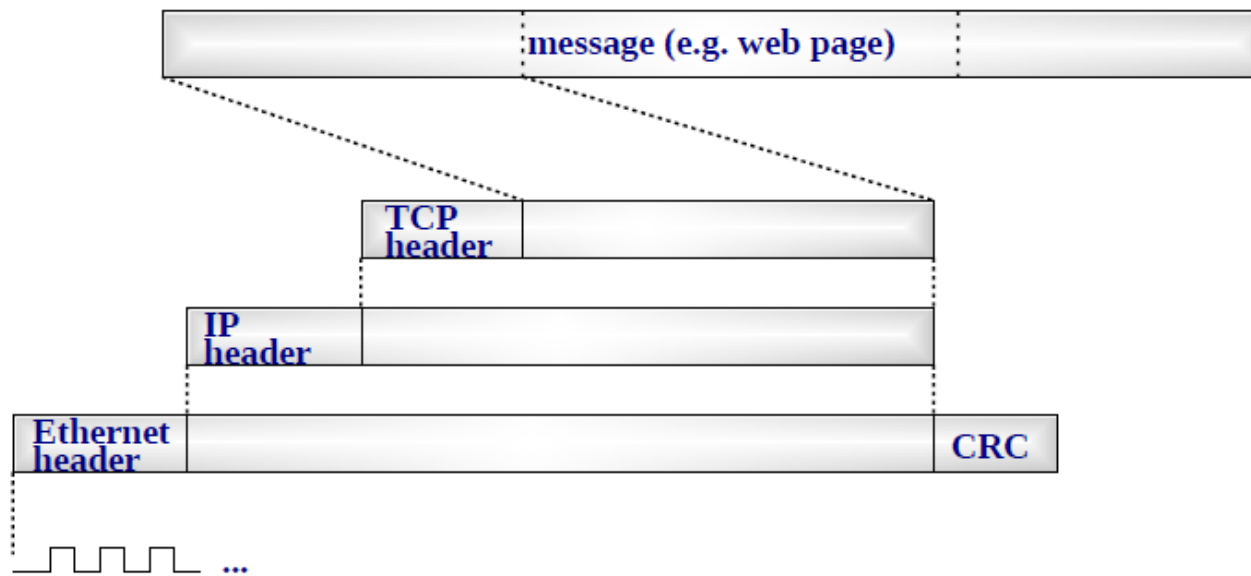 message (e.g. web page)
TCP
header
IP
header
Ethernet
header
CRC
...